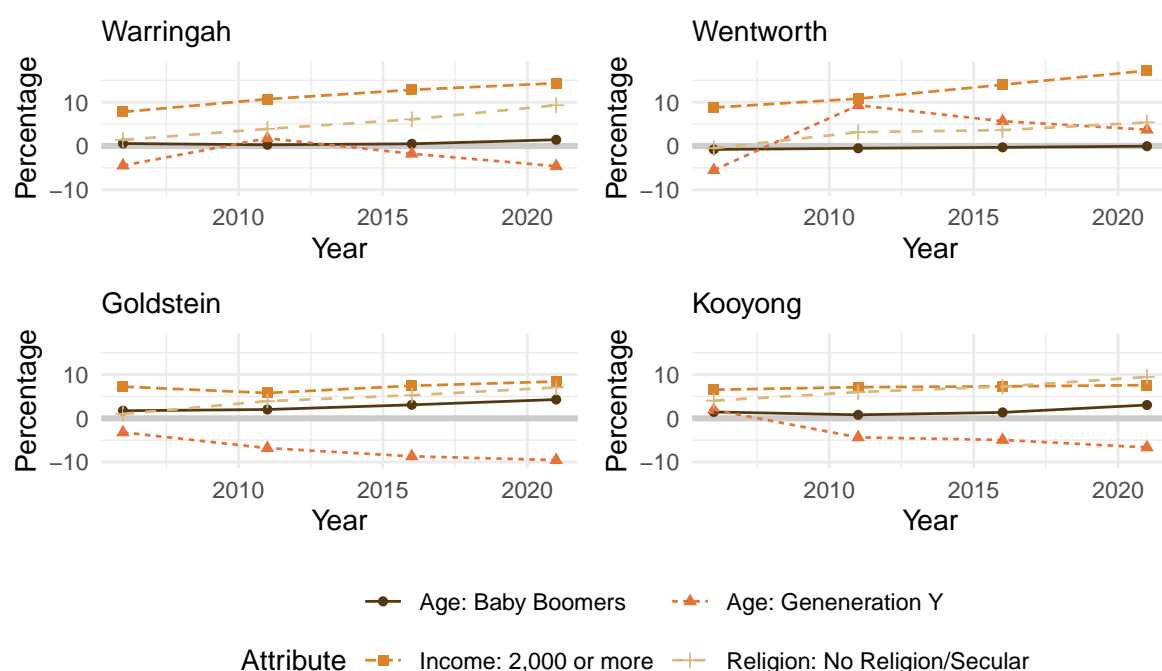 Warringah
Percentage
10
0
−10
2010
2015
2020
Year
Wentworth
Percentage
10
0
−10
2010
2015
2020
Year
Goldstein
Percentage
10
0
−10
2010
2015
2020
Year
Kooyong
Percentage
10
0
−10
2010
2015
2020
Year
Age: Baby Boomers
Age: Geneneration Y
Attribute
Income: 2,000 or more
Religion: No Religion/Secular